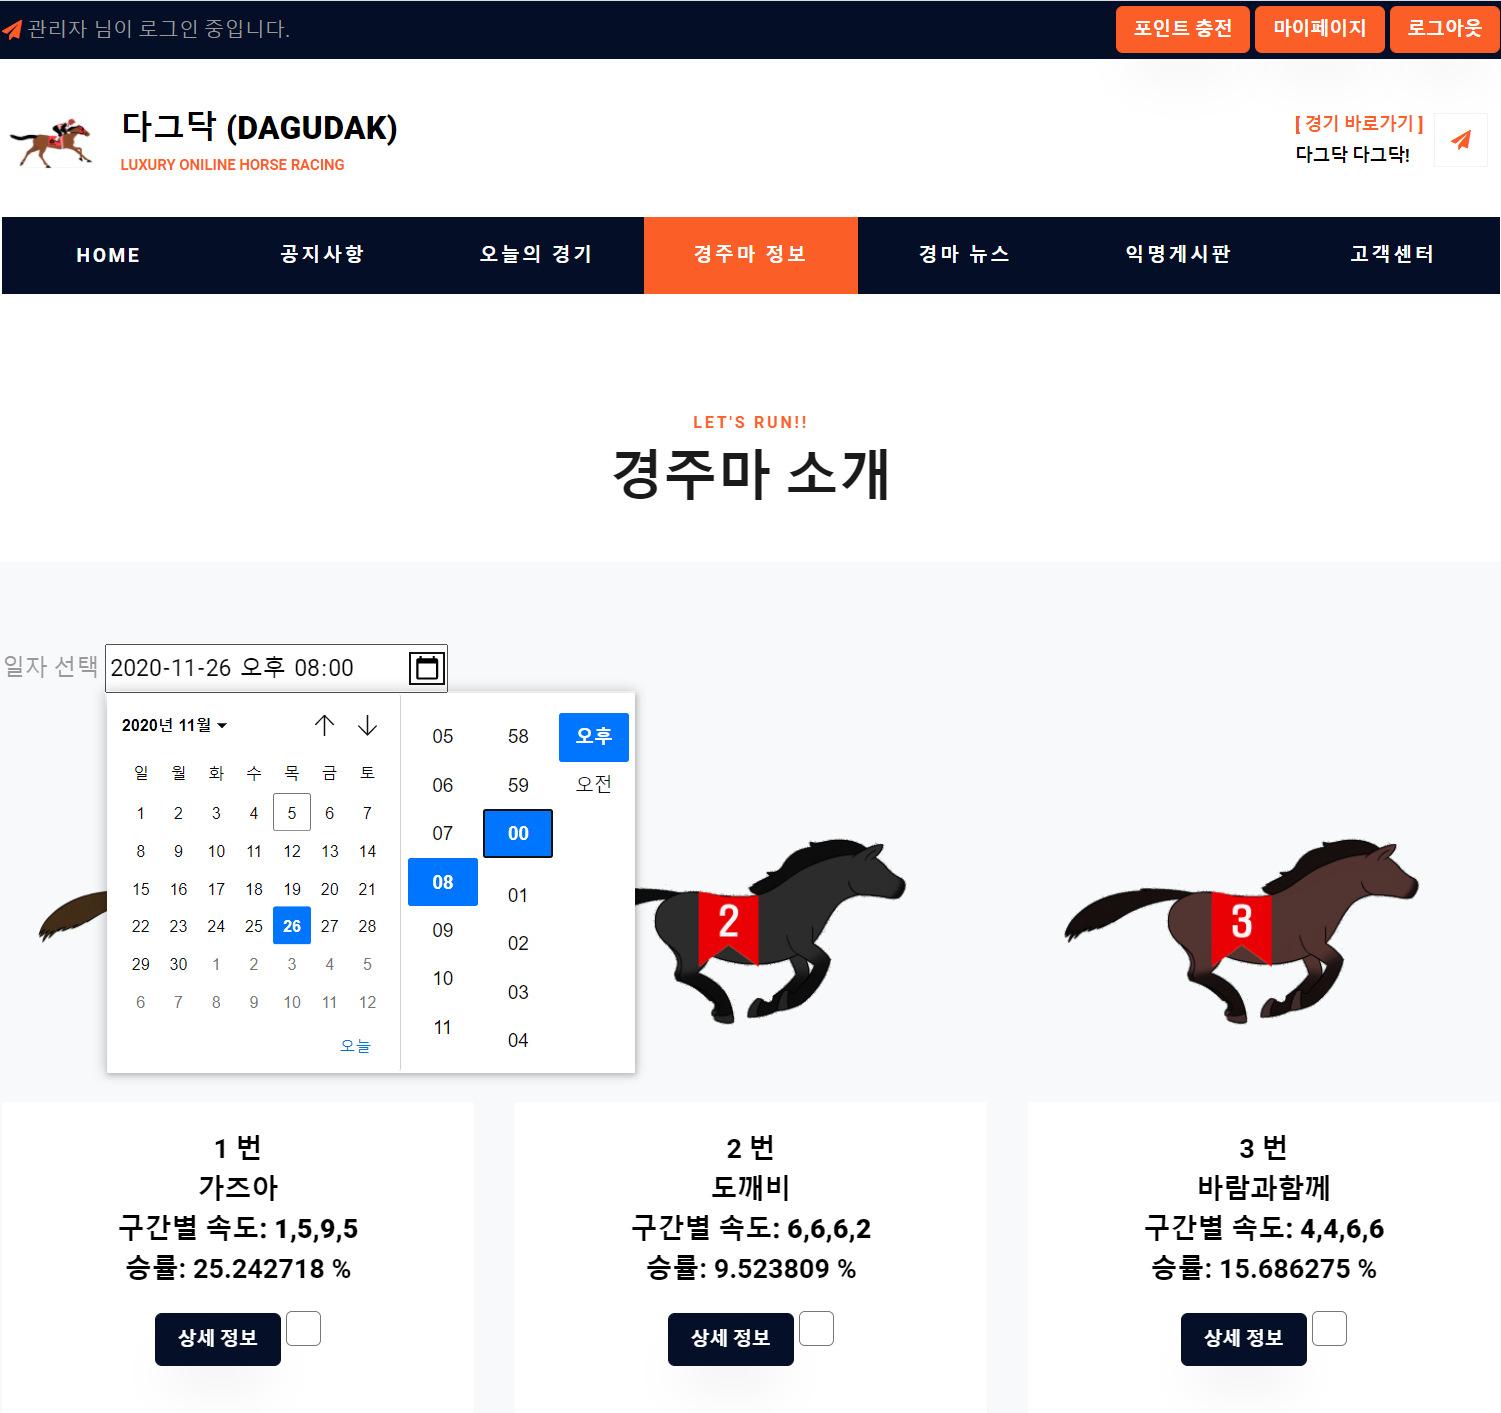 관리자 님이 로그인 중입니다.
포인트 충전 마이페이지 로그아웃
다그닥 (DAGUDAK)
LUXURY ONILINE HORSE RACING
[ 경기 바로가기 ]
다그닥 다그닥!
HOME 공지사항 오늘의 경기 경주마 정보 경마 뉴스 익명게시판 고객센터
LET'S RUN!!
경주마 소개
일자 선택 2020-11-26 오후 08:00
2020년 11월
일 월 화 수 목 금 토
1 2 3 4 5 6 7
8 9 10 11 12 13 14
15 16 17 18 19 20 21
22 23 24 25 26 27 28
29 30 1 2 3 4 5
6 7 8 9 10 11 12
오늘
05 58 오후
06 59 오전
07 00
08 01
09 02
10 03
11 04
2
3
1 번
가즈아
구간별 속도: 1,5,9,5
승률: 25.242718 %
상세 정보
2 번
도깨비
구간별 속도: 6,6,6,2
승률: 9.523809 %
상세 정보
3 번
바람과함께
구간별 속도: 4,4,6,6
승률: 15.686275 %
상세 정보